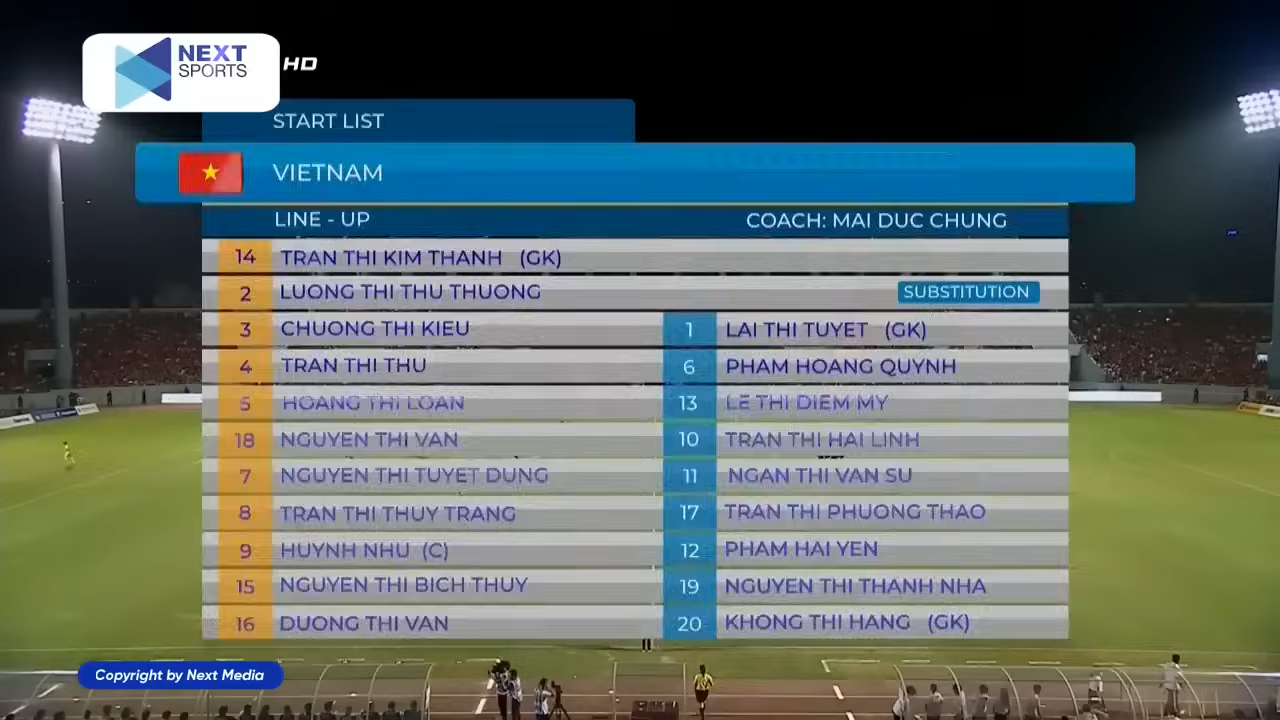 NEXT
SPORTS
HD
START LIST
VIETNAM
LINE - UP
COACH: MAI DUC CHUNG
14 TRAN THI KIM THANH (GK)
2 LUONG THI THU THUONG
3 CHUONG THI KIEU
4 TRAN THI THU
5 HOANG THI LOAN
18 NGUYEN THI VAN
7 NGUYEN THI TUYET DUNG
8 TRAN THI THUY TRANG
9 HUYNH NHU (C)
15 NGUYEN THI BICH THUY
16 DUONG THI VAN
SUBSTITUTION
1 LAI THI TUYET (GK)
6 PHAM HOANG QUYNH
13 LE THI DIEM MY
10 TRAN THI HAI LINH
11 NGAN THI VAN SU
17 TRAN THI PHUONG THAO
12 PHAM HAI YEN
19 NGUYEN THI THANH NHA
20 KHONG THI HANG (GK)
Copyright by Next Media